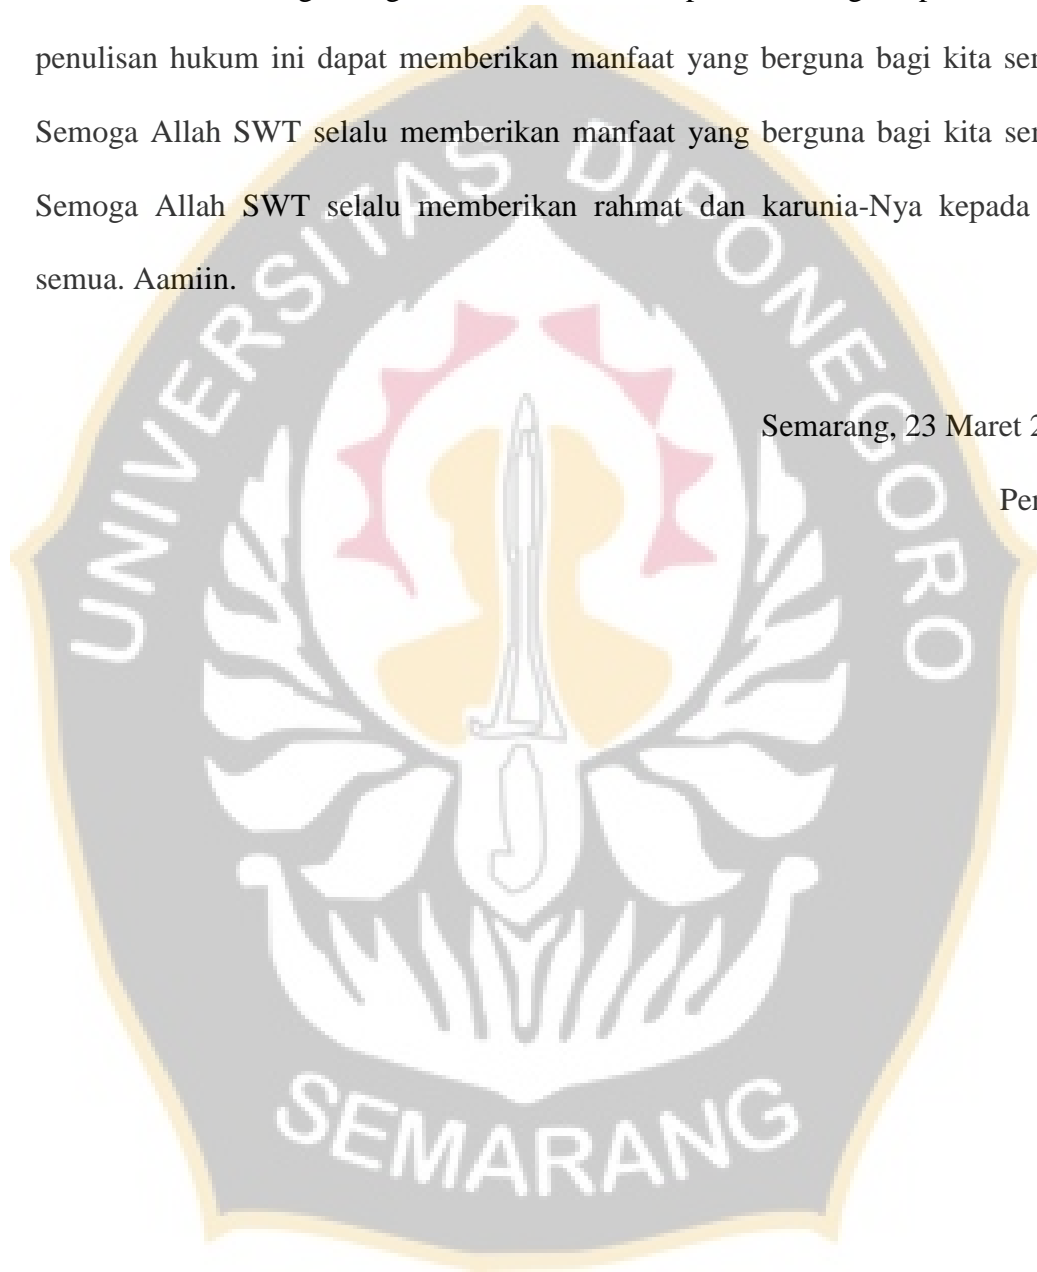 penulisan hukum ini dapat memberikan manfaat yang berguna bagi kita
Semoga Allah SWT selalu memberikan manfaat yang berguna bagi kita
Semoga Allah SWT selalu memberikan rahmat dan karunia-Nya kepada
semua. Aamiin.
Semarang, 23 Maret
UNIVERSITAS DIPONEGORO
SEMARANG